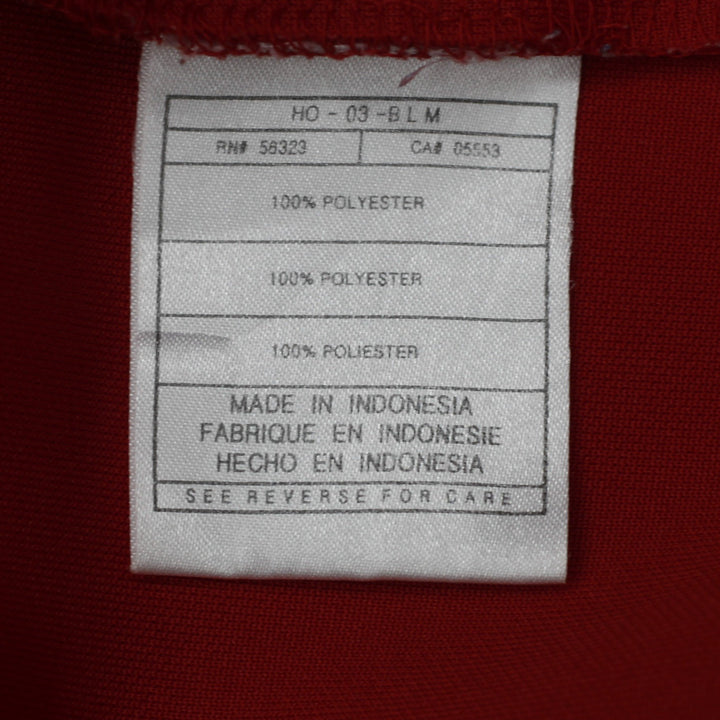 HO - 03 - B L M
RN# 56323 CA# 05553
100% POLYESTER
100% POLYESTER
100% POLIESTER
MADE IN INDONESIA
FABRIQUE EN INDONESIE
HECHO EN INDONESIA
SEE REVERSE FOR CARE